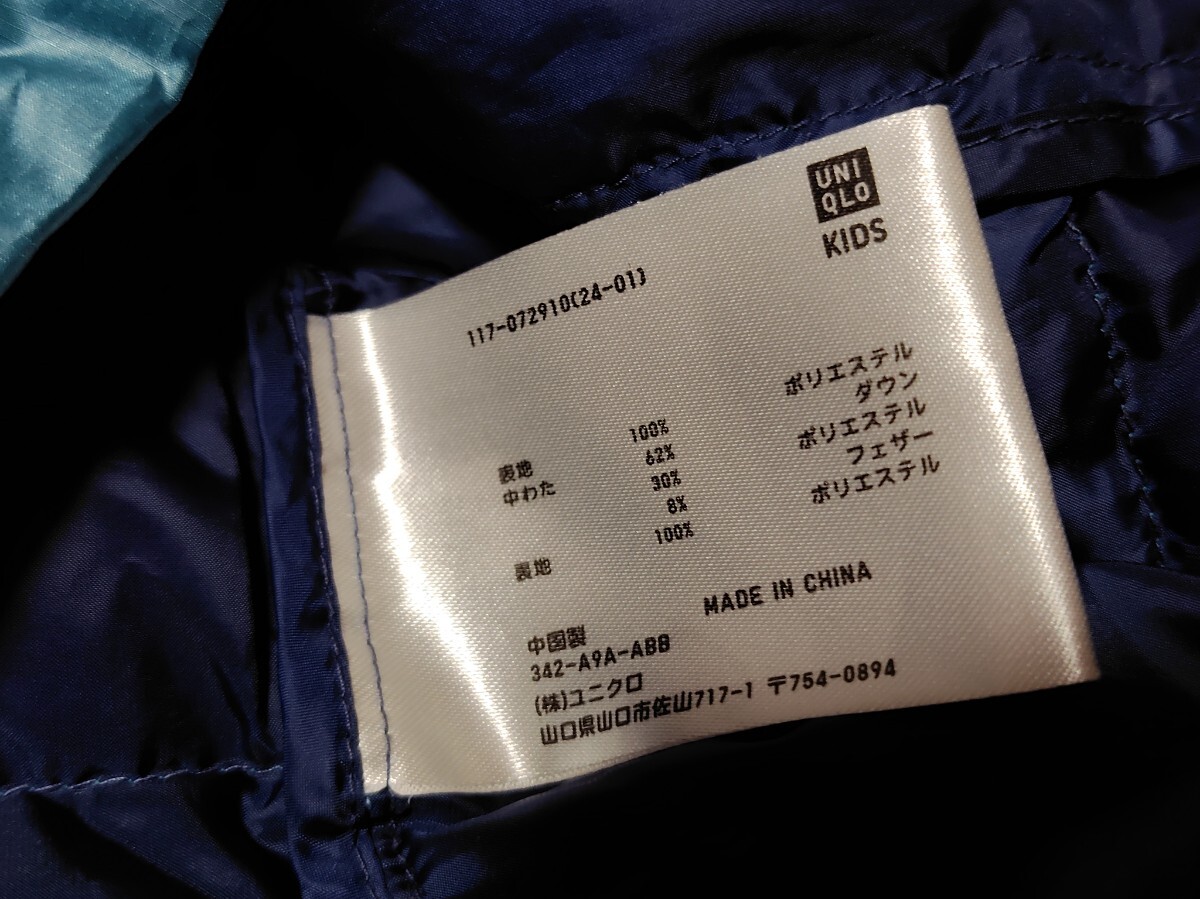 UNI
QLO
KIDS
117-072910(24-01)
表地 100% ポリエステル
中わた 62% ダウン
30% ポリエステル
8% フェザー
裏地 100% ポリエステル
MADE IN CHINA
中国製
342-A9A-ABB
(株)ユニクロ
山口県山口市佐山717-1 〒754-0894